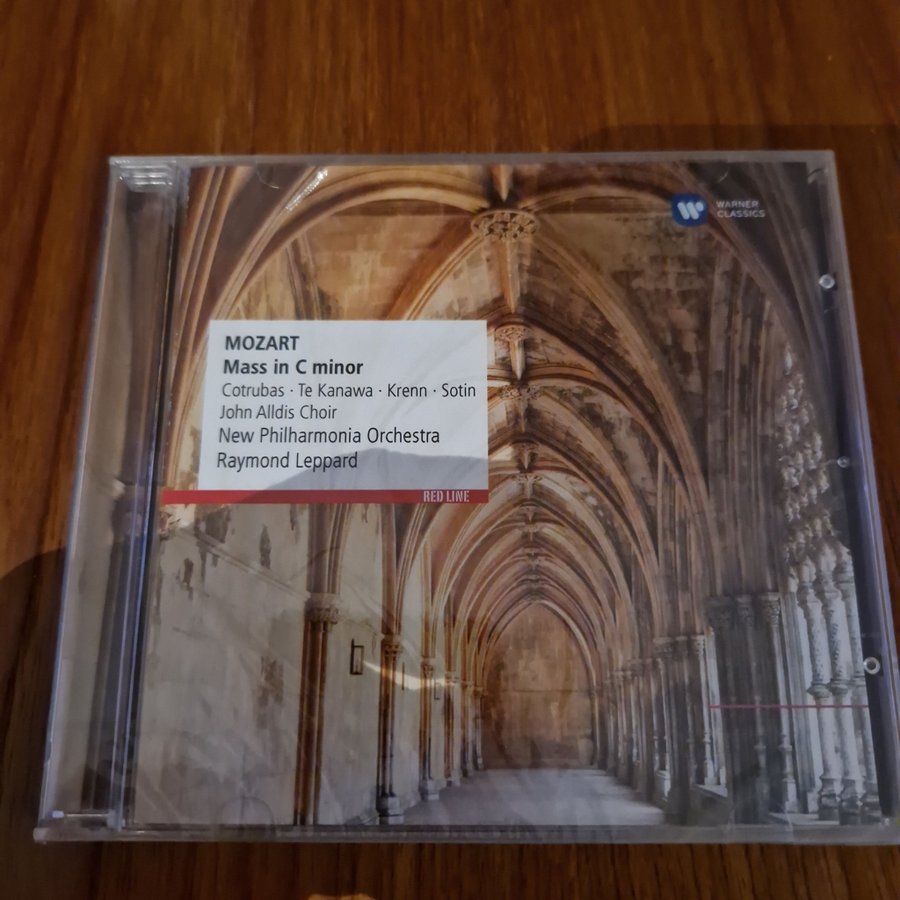 WARNER
CLASSICS
MOZART
Mass in C minor
Cotrubas · Te Kanawa · Krenn · Sotin
John Alldis Choir
New Philharmonia Orchestra
Raymond Leppard
RED LINE